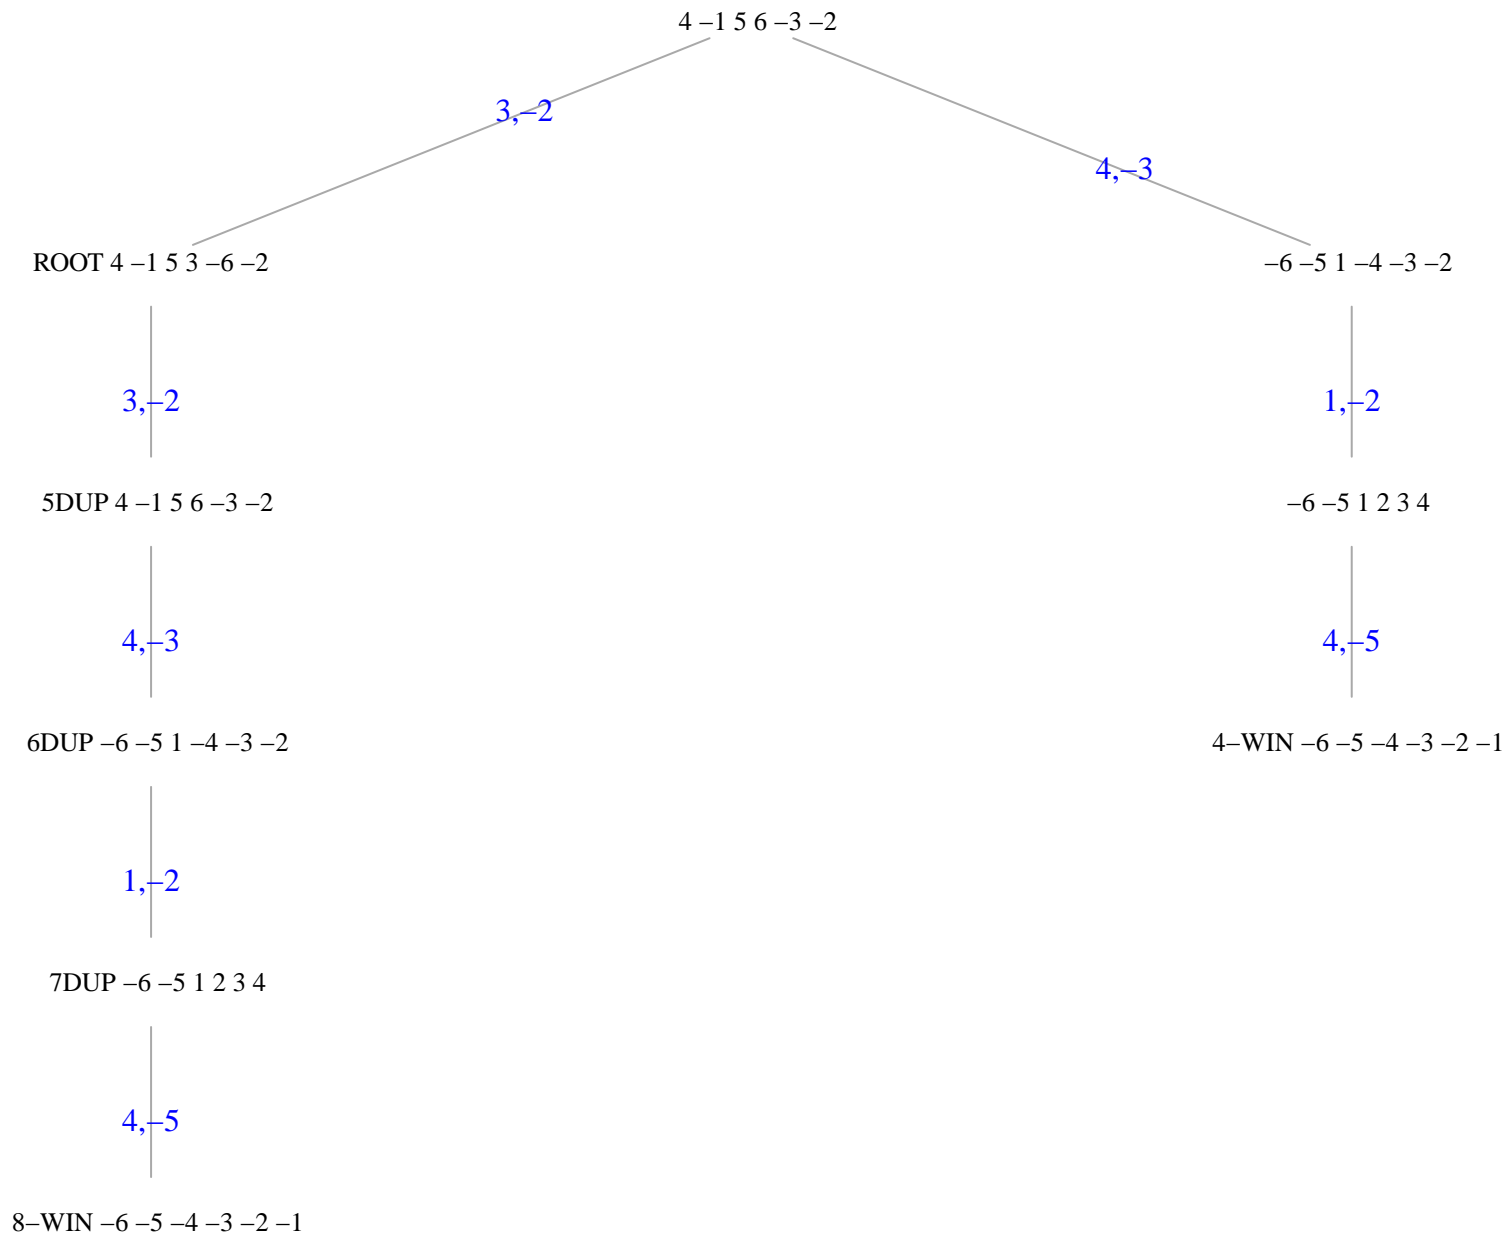 4 –1 5 6 –3 –2
3,–2
4,–3
ROOT 4 –1 5 3 –6 –2
–6 –5 1 –4 –3 –2
3,–2
1,–2
5DUP 4 –1 5 6 –3 –2
–6 –5 1 2 3 4
4,–3
4,–5
6DUP –6 –5 1 –4 –3 –2
4–WIN –6 –5 –4 –3 –2 –1
1,–2
7DUP –6 –5 1 2 3 4
4,–5
8–WIN –6 –5 –4 –3 –2 –1